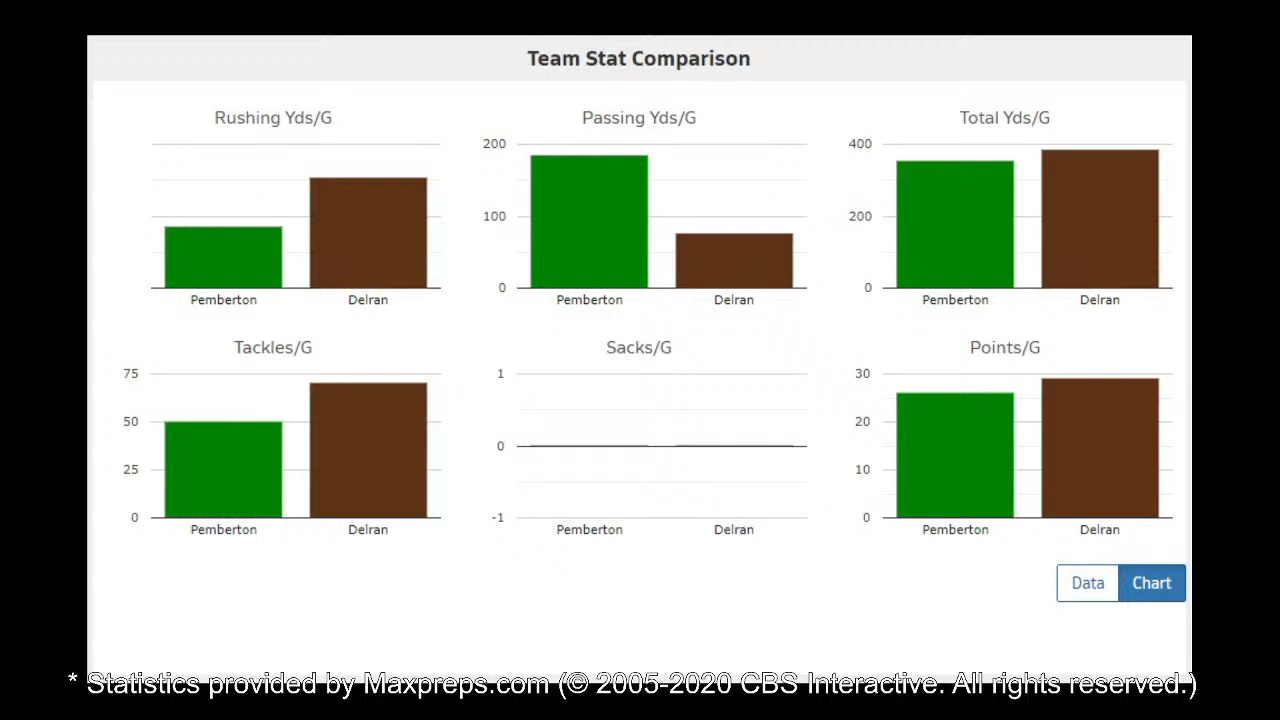 Team Stat Comparison
Rushing Yds/G
Passing Yds/G
Total Yds/G
200
100
0
400
200
0
Pemberton
Delran
Pemberton
Delran
Pemberton
Delran
Tackles/G
Sacks/G
Points/G
75
50
25
0
1
0
-1
30
20
10
0
Pemberton
Delran
Pemberton
Delran
Pemberton
Delran
Data
Chart
* Statistics provided by Maxpreps.com (© 2005-2020 CBS Interactive. All rights reserved.)